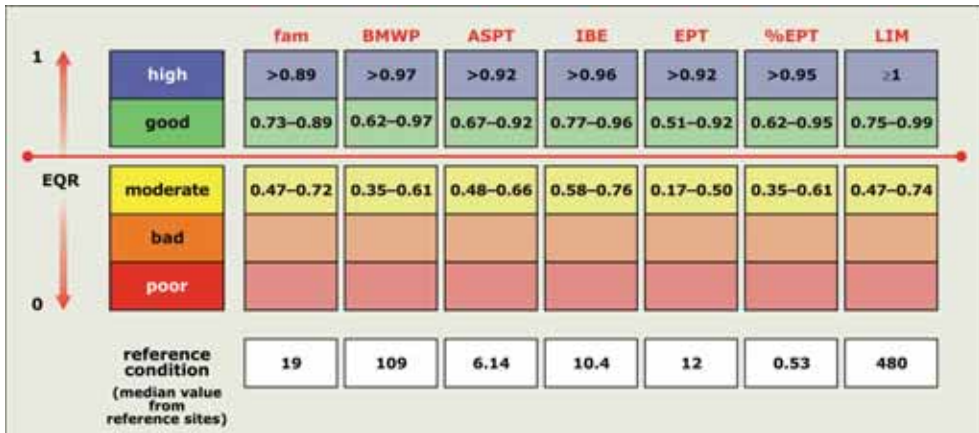 fam BMWP ASPT IBE EPT %EPT LIM
1
high >0.89 >0.97 >0.92 >0.96 >0.92 >0.95 ≥1
good 0.73–0.89 0.62–0.97 0.67–0.92 0.77–0.96 0.51–0.92 0.62–0.95 0.75–0.99
EQR
moderate 0.47–0.72 0.35–0.61 0.48–0.66 0.58–0.76 0.17–0.50 0.35–0.61 0.47–0.74
bad
poor
0
reference
condition
19 109 6.14 10.4 12 0.53 480
(median value
from
reference sites)